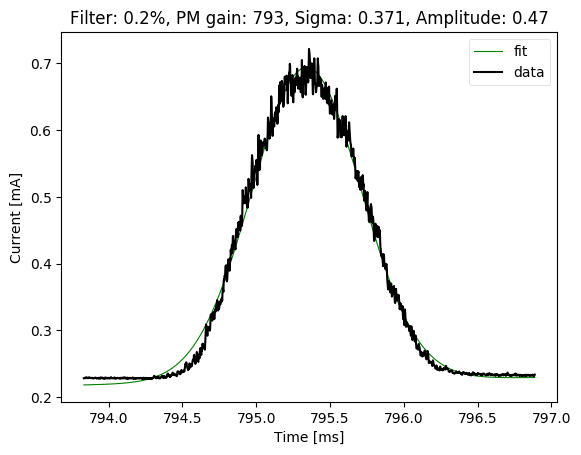 Filter: 0.2%, PM gain: 793, Sigma: 0.371, Amplitude: 0.47
fit
data
0.7
0.6
0.5
0.4
0.3
0.2
Current [mA]
794.0 794.5 795.0 795.5 796.0 796.5 797.0
Time [ms]